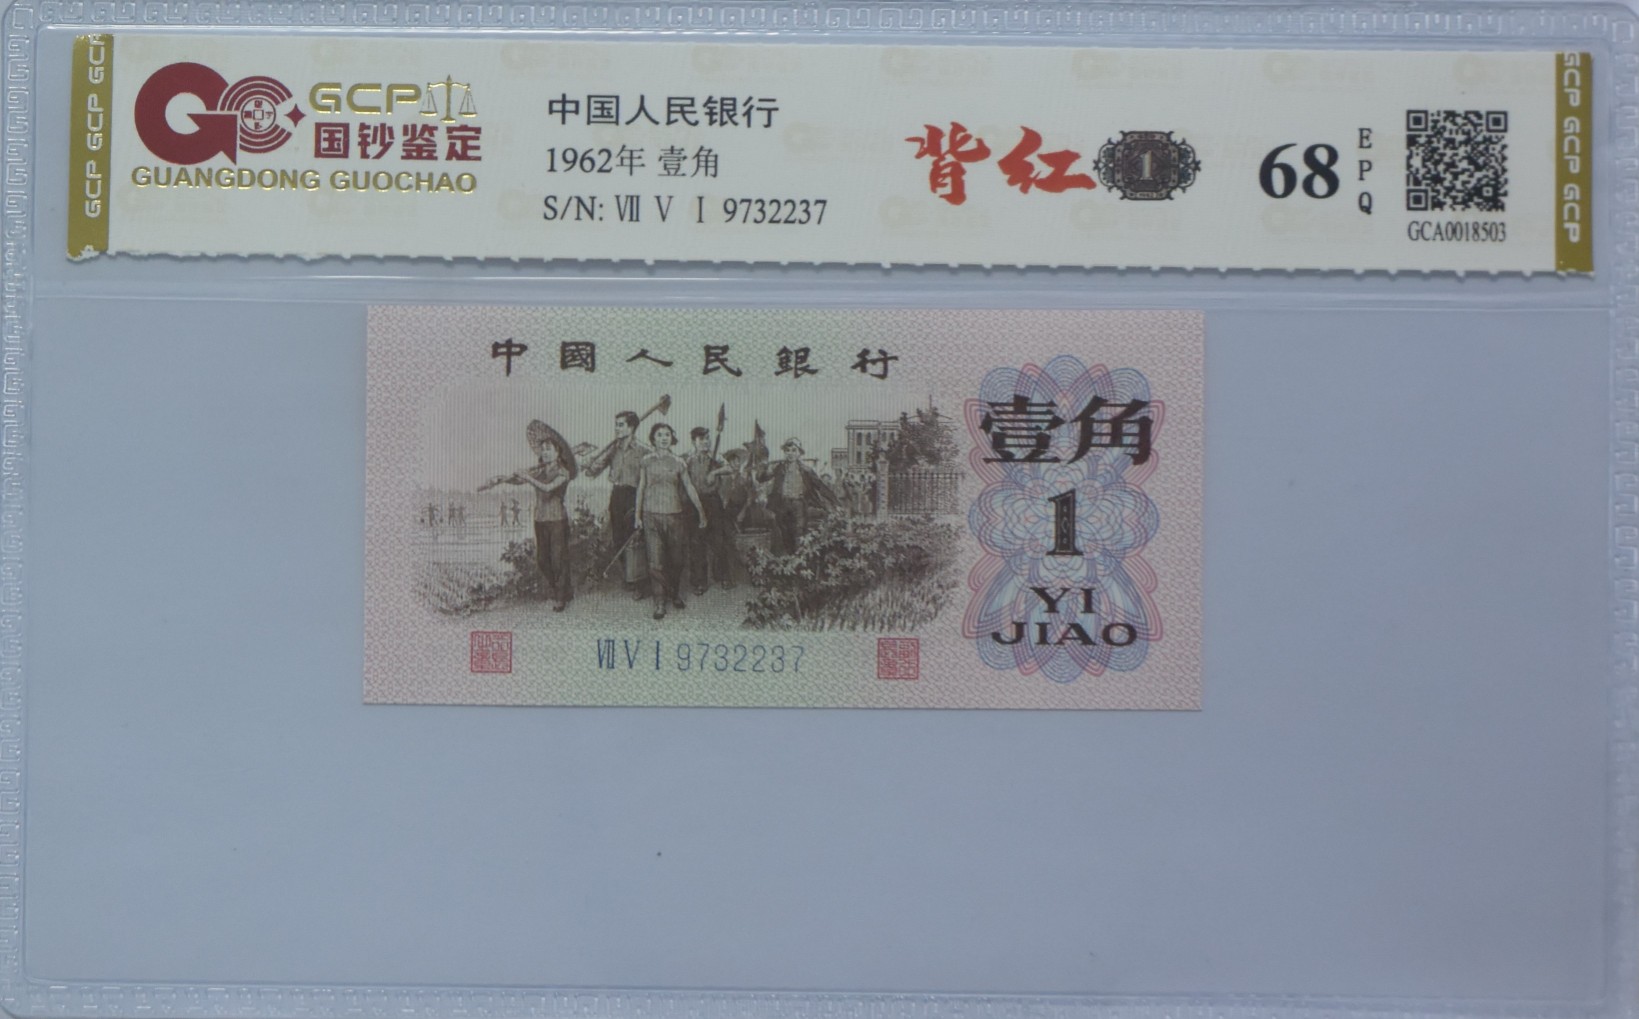 GCP GCP GCP
GCP
国钞鉴定
GUANGDONG GUOCHAO
中国人民银行
1962年 壹角
S/N: Ⅶ Ⅴ Ⅰ 9732237
背红
1
68
EPQ
GCA0018503
GCP GCP GCP
中國人民銀行
壹角
1
YI
JIAO
Ⅶ Ⅴ Ⅰ 9732237